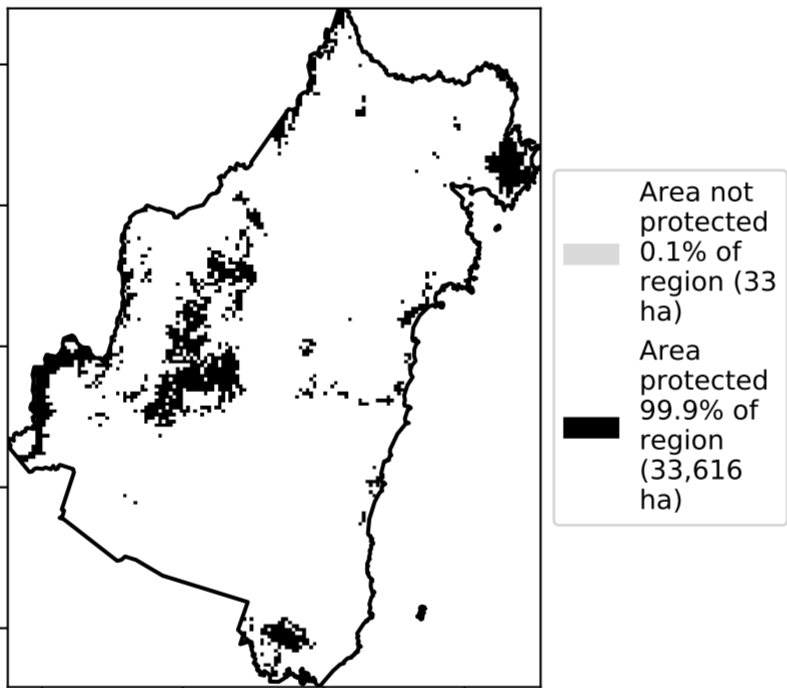 Area not
protected
0.1% of
region (33
ha)
Area
protected
99.9% of
region
(33,616
ha)